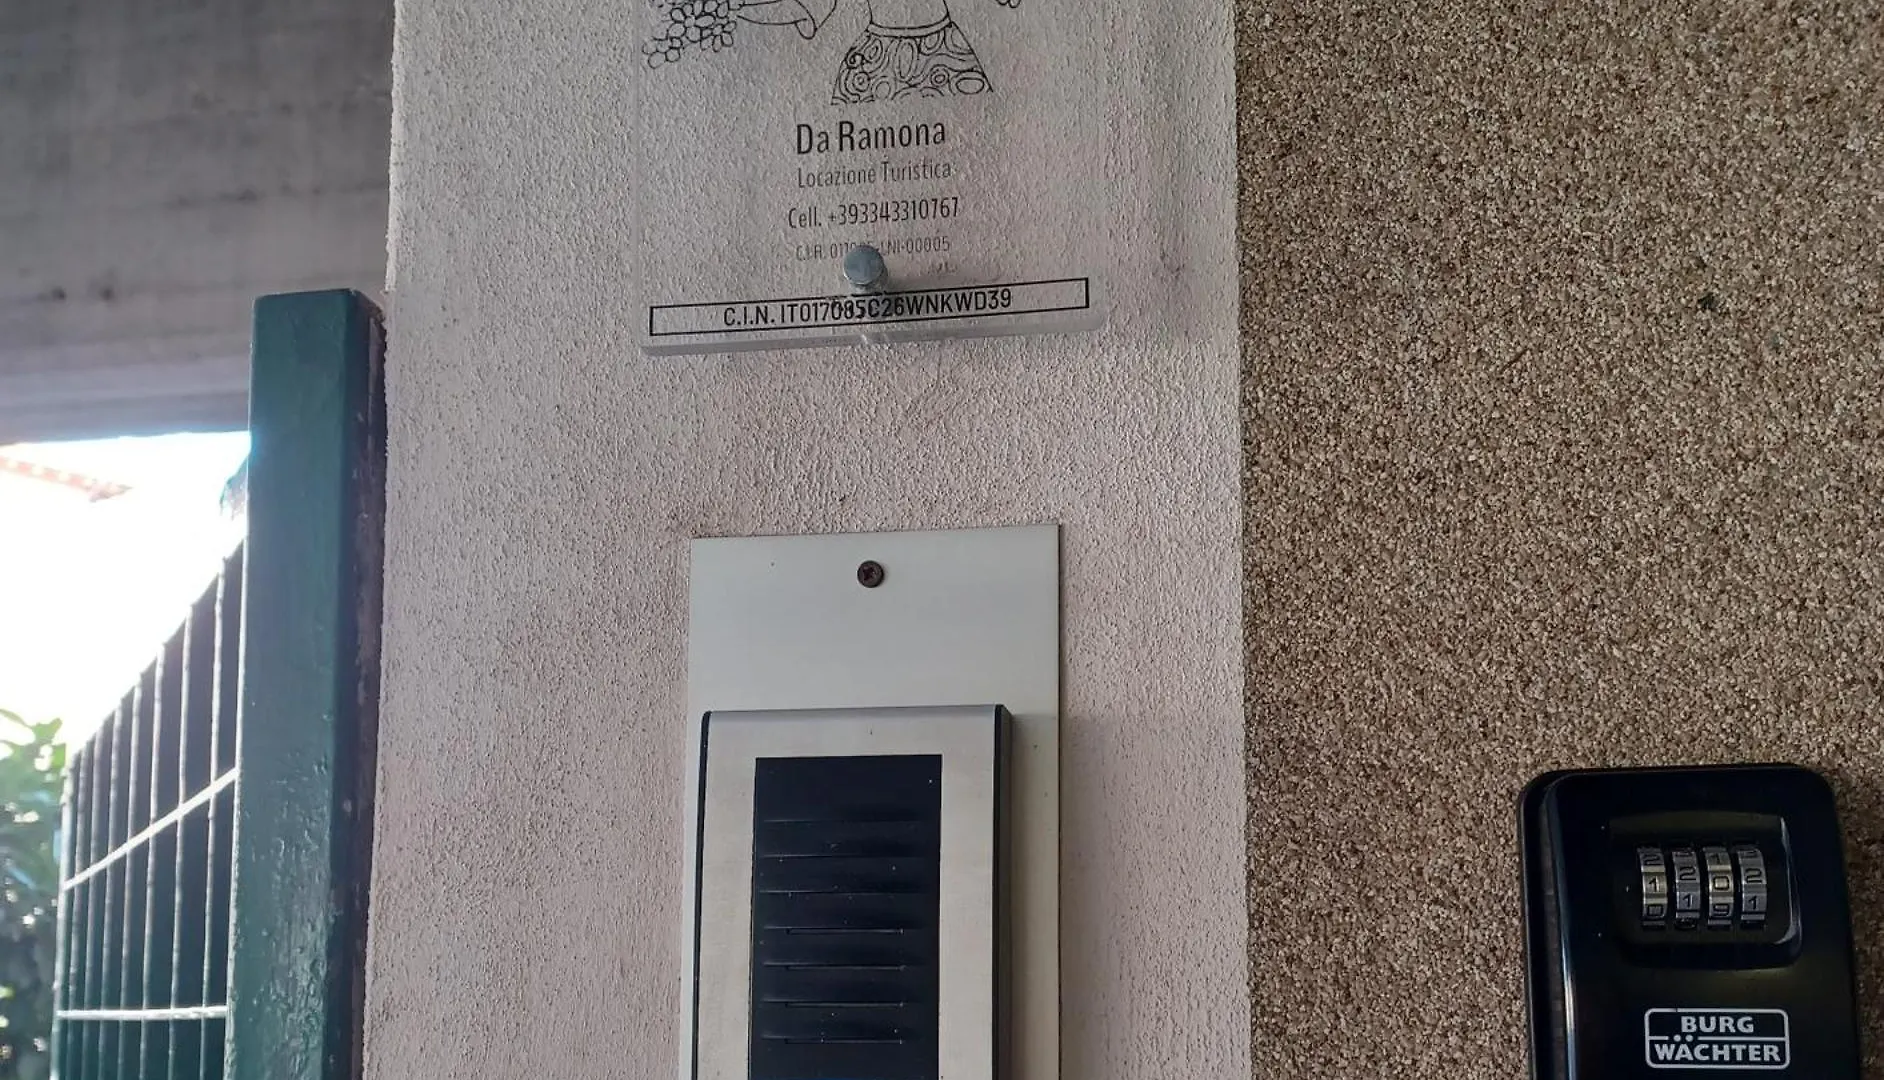 Da Ramona
Locazione Turistica
Cell. +393343310767
C.I.N. IT017085C26WNKWD39
BURG
WÄCHTER